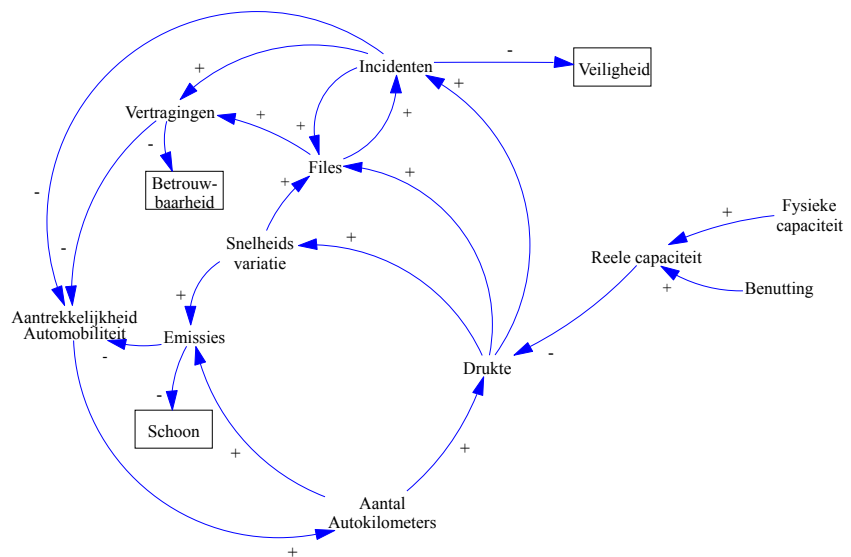 -
Incidenten
Veiligheid
+
+
Vertragingen
+
+
+
-
Files
+
Betrouw-
baarheid
+
-
Fysieke
capaciteit
+
Snelheids
variatie
+
-
Reele capaciteit
+
Benutting
+
Aantrekkelijkheid
Automobiliteit
Emissies
-
-
Drukte
-
Schoon
+
+
Aantal
Autokilometers
+